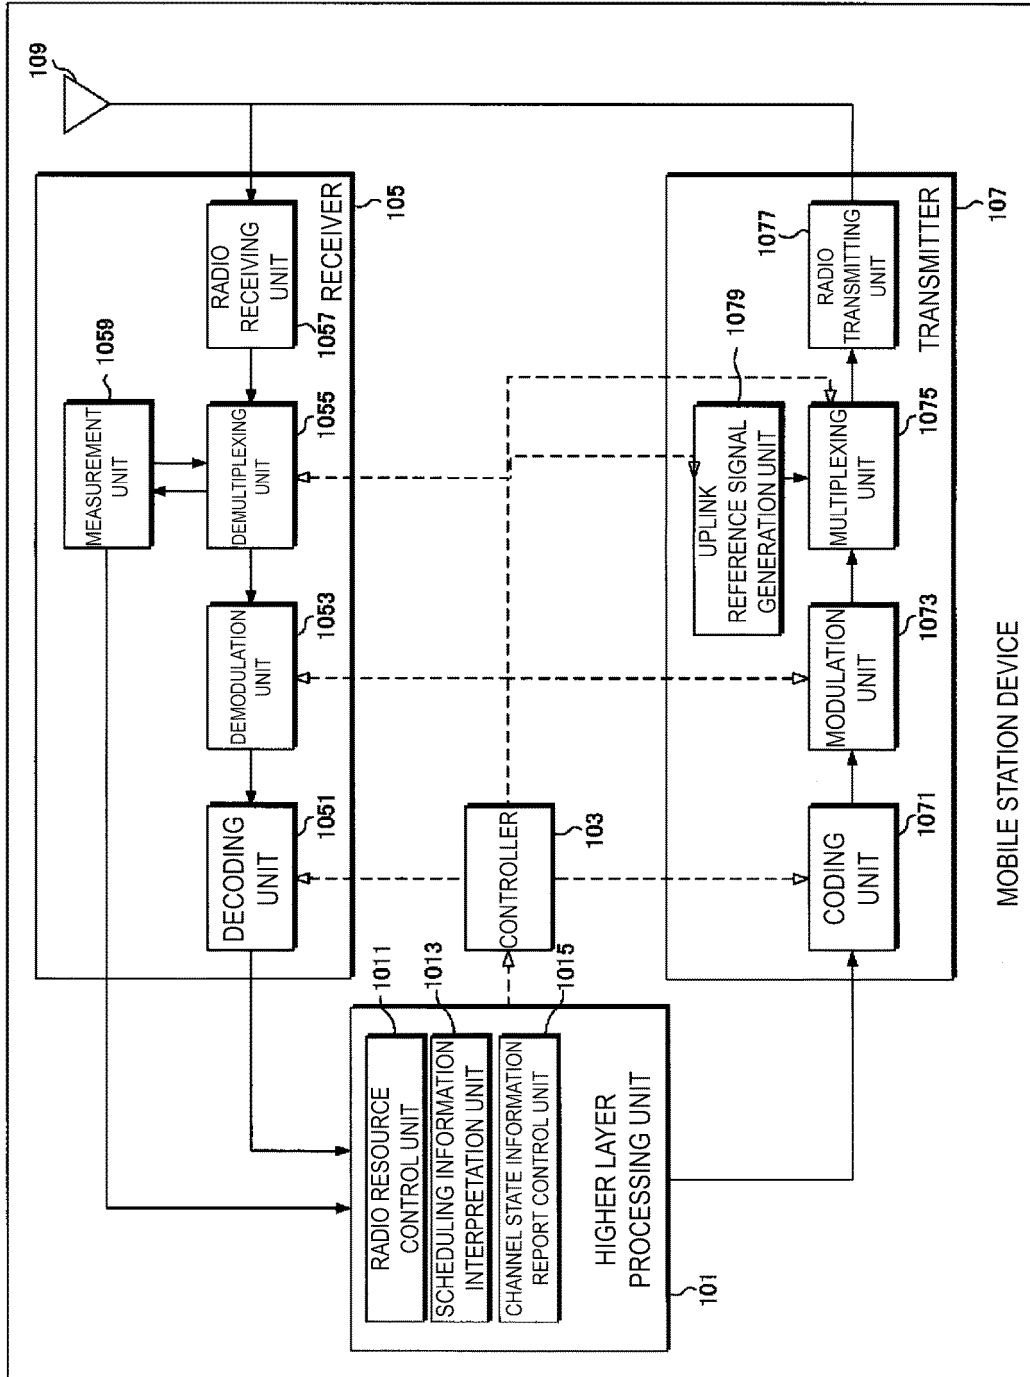 109
RADIO
RECEIVING
UNIT
1057
RECEIVER
105
1059
MEASUREMENT
UNIT
DEMULTIPLEXING
UNIT
1055
DEMODULATION
UNIT
1053
DECODING
UNIT
1051
CONTROLLER
103
RADIO RESOURCE
CONTROL UNIT
1011
SCHEDULING INFORMATION
INTERPRETATION UNIT
1013
CHANNEL STATE INFORMATION
REPORT CONTROL UNIT
1015
HIGHER LAYER
PROCESSING UNIT
101
1077
RADIO
TRANSMITTING
UNIT
TRANSMITTER
107
1079
UPLINK
REFERENCE SIGNAL
GENERATION UNIT
MULTIPLEXING
UNIT
1075
MODULATION
UNIT
1073
CODING
UNIT
1071
MOBILE STATION DEVICE